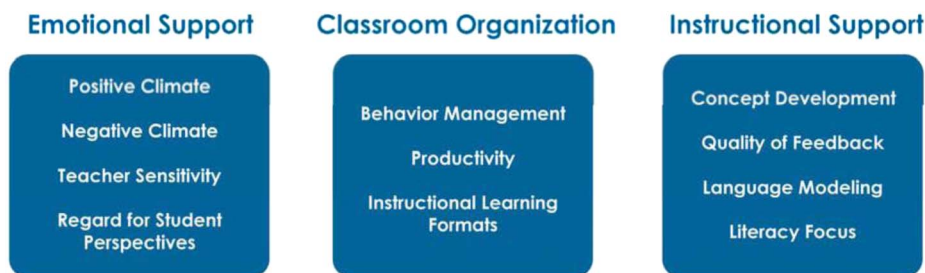 Emotional Support
Positive Climate
Negative Climate
Teacher Sensitivity
Regard for Student
Perspectives
Classroom Organization
Behavior Management
Productivity
Instructional Learning
Formats
Instructional Support
Concept Development
Quality of Feedback
Language Modeling
Literacy Focus